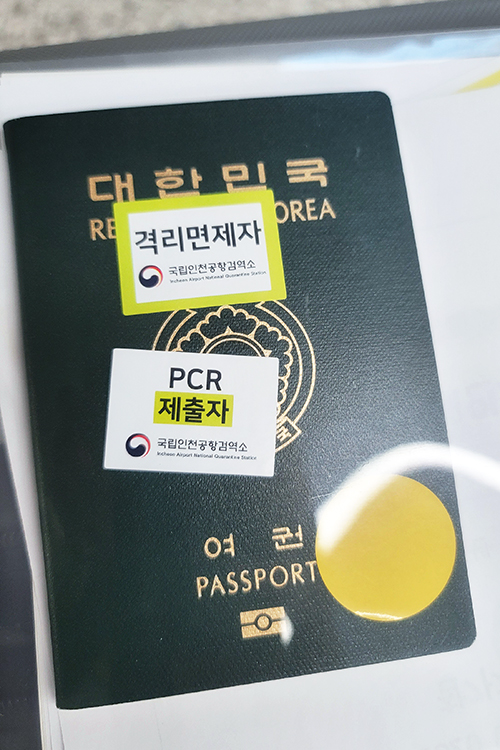 대한민국
RE OREA
격리면제자
국립인천공항검역소
Incheon Airport National Quarantine Station
PCR
제출자
국립인천공항검역소
Incheon Airport National Quarantine Station
여권
PASSPORT